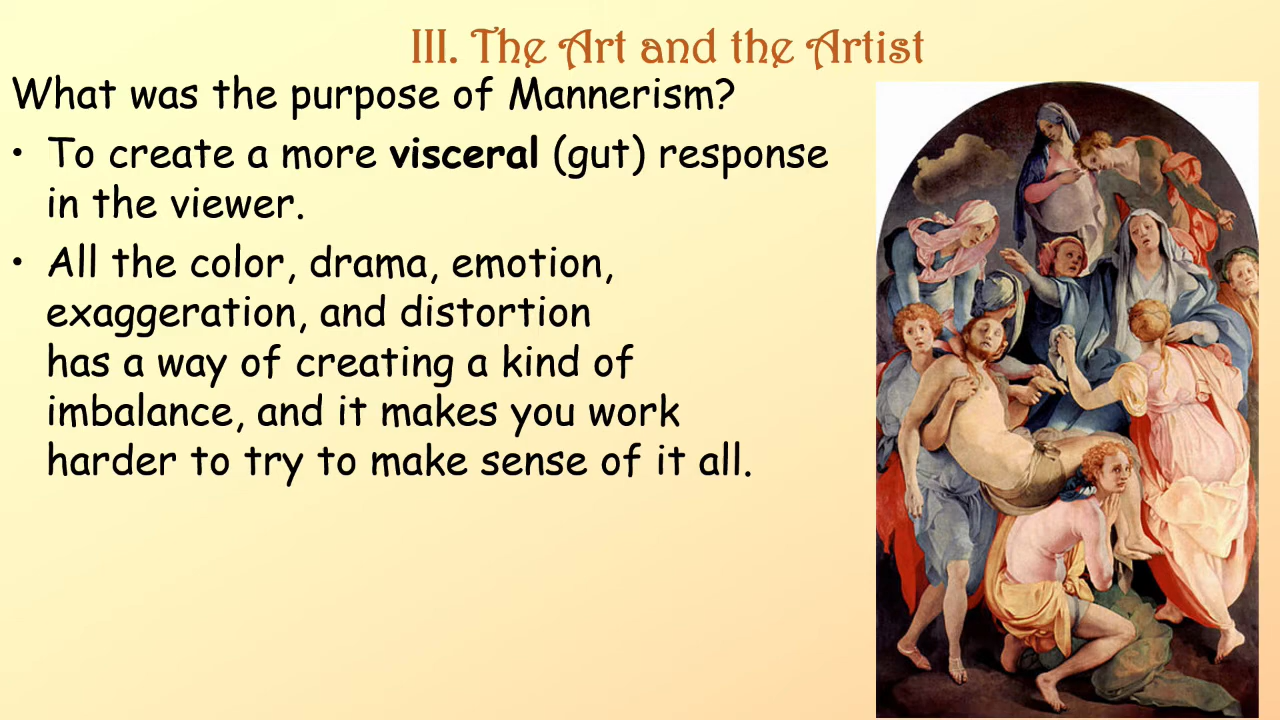 III. The Art and the Artist
What was the purpose of Mannerism?
• To create a more visceral (gut) response
in the viewer.
• All the color, drama, emotion,
exaggeration, and distortion
has a way of creating a kind of
imbalance, and it makes you work
harder to try to make sense of it all.